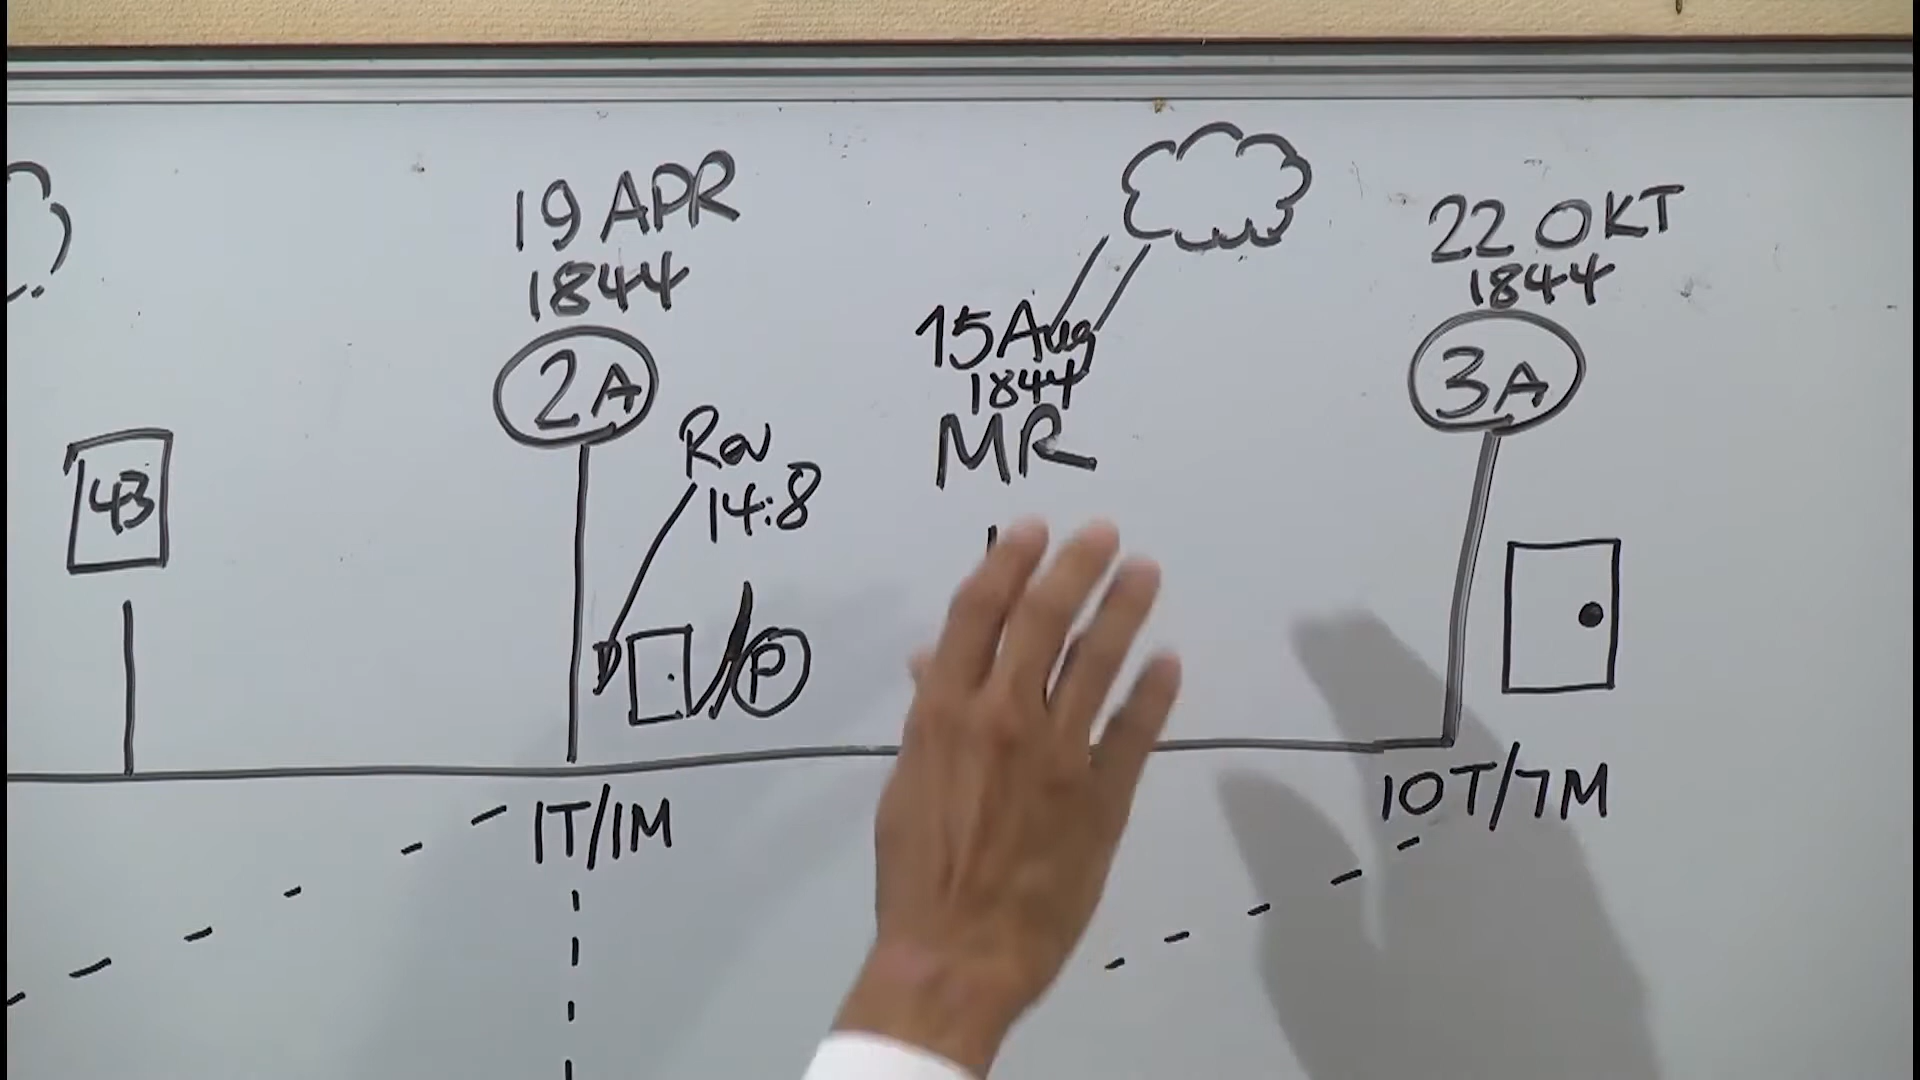 19 APR
1844
2A
Rev
14:8
P
43
15 Aug
1844
MR
22 OKT
1844
3A
1T/1M
10T/7M